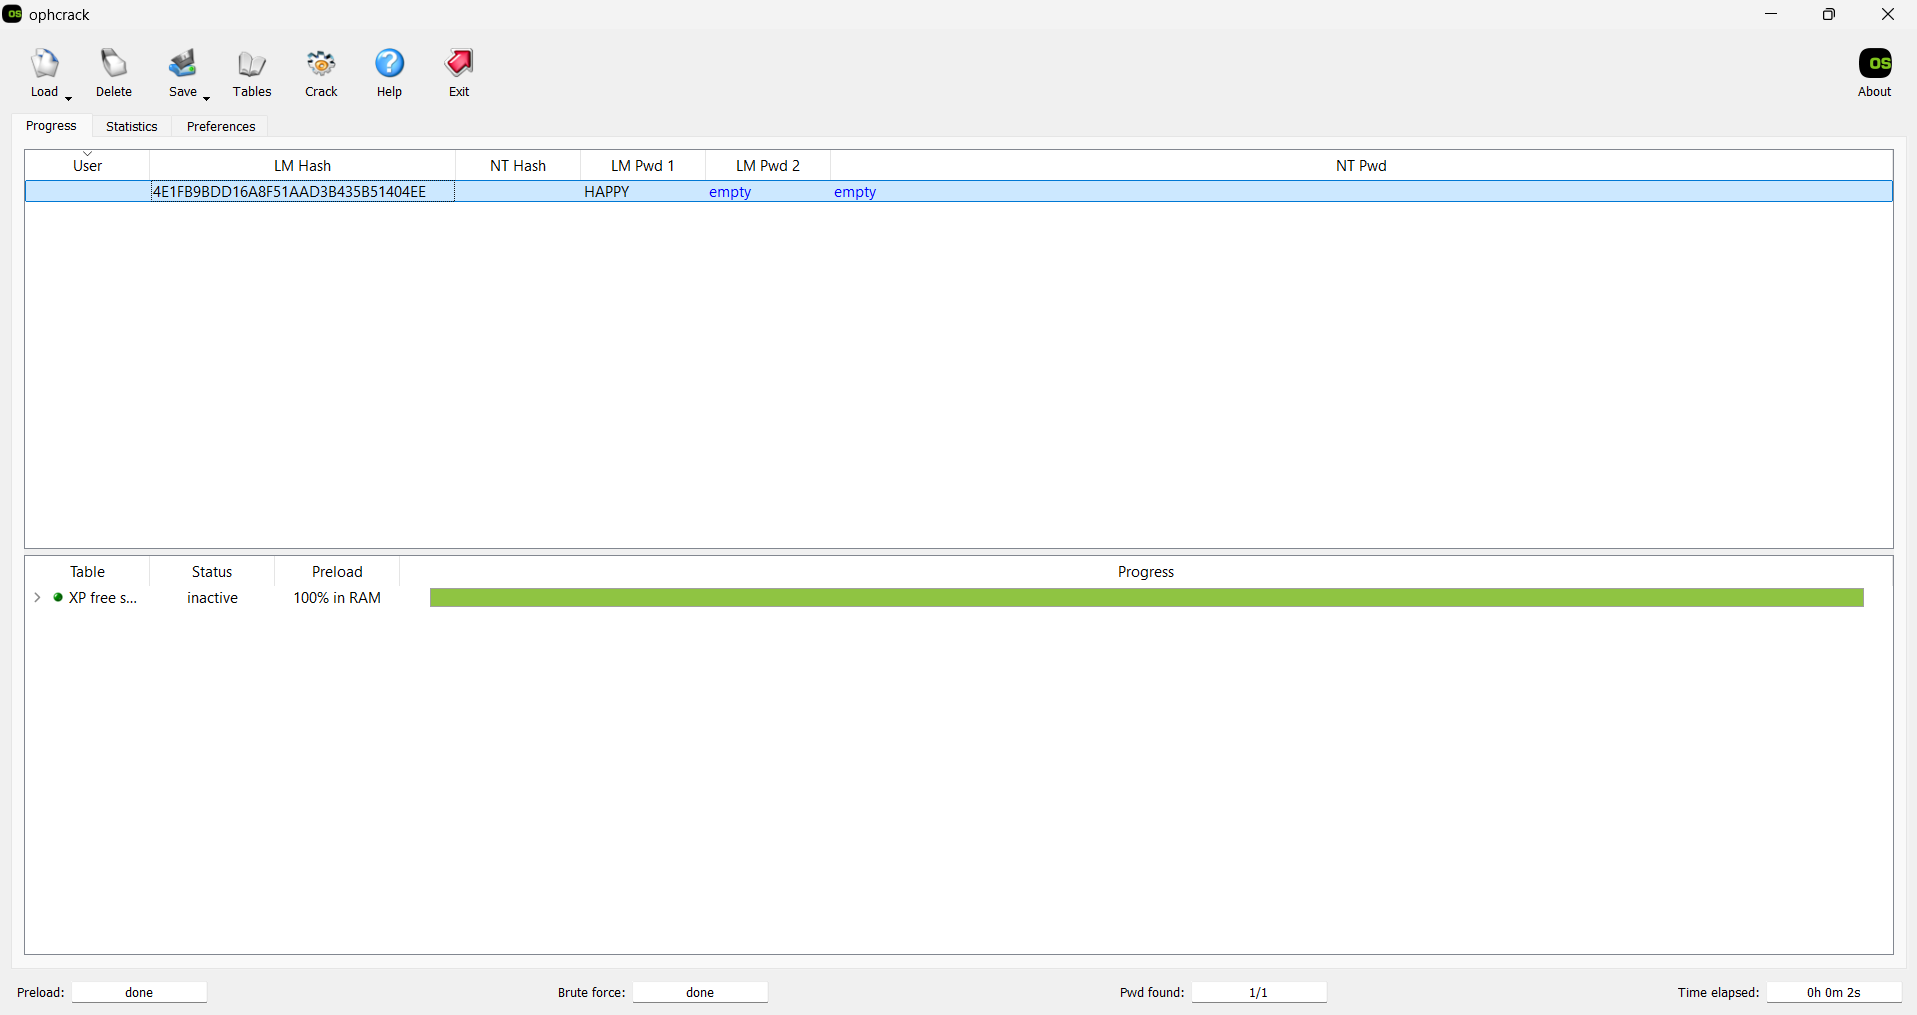 OS ophcrack
Load Delete Save Tables Crack Help Exit OS About
Progress Statistics Preferences
User LM Hash NT Hash LM Pwd 1 LM Pwd 2 NT Pwd
4E1FB9BDD16A8F51AAD3B435B51404EE HAPPY empty empty
Table Status Preload Progress
XP free s... inactive 100% in RAM
Preload: done Brute force: done Pwd found: 1/1 Time elapsed: 0h 0m 2s